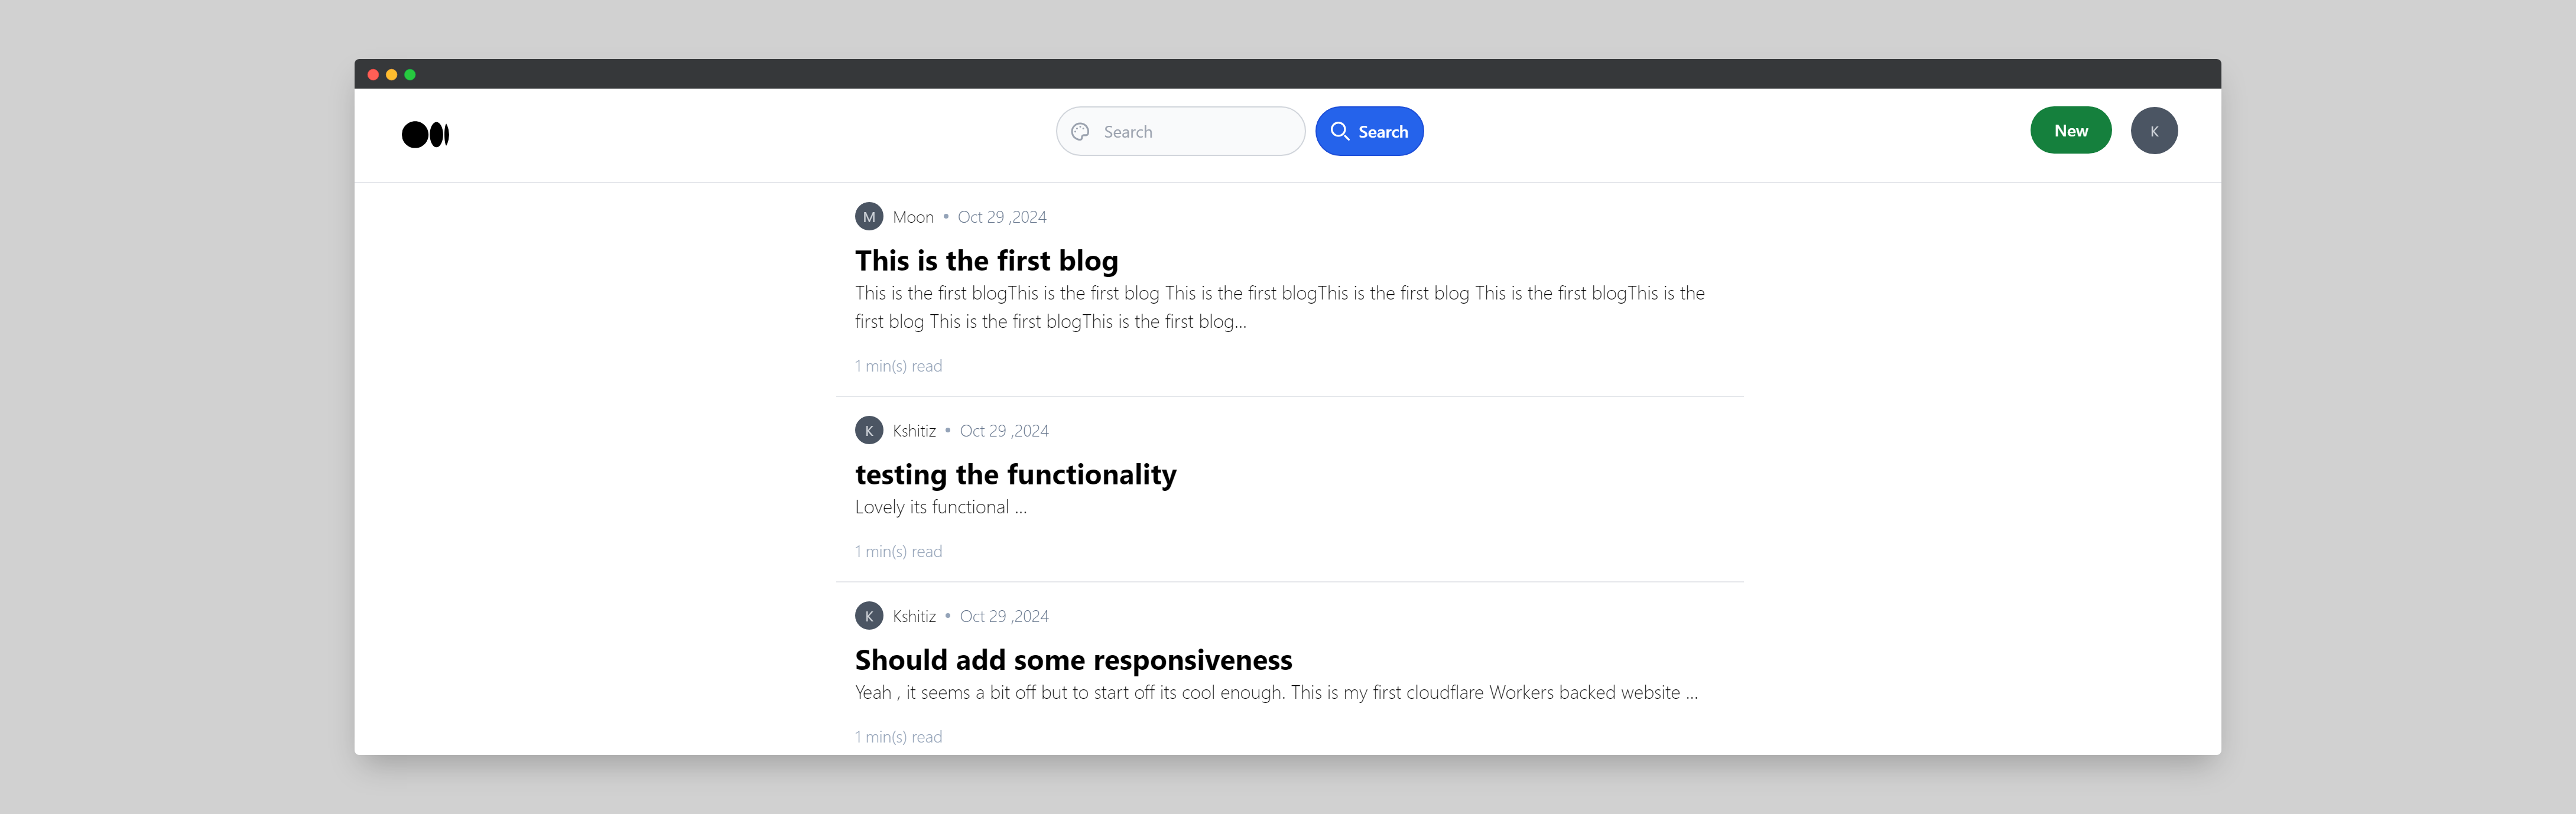 Search
Search
New
K
M
Moon • Oct 29 ,2024
This is the first blog
This is the first blogThis is the first blog This is the first blogThis is the first blog This is the first blogThis is the
first blog This is the first blogThis is the first blog...
1 min(s) read
K
Kshitiz • Oct 29 ,2024
testing the functionality
Lovely its functional ...
1 min(s) read
K
Kshitiz • Oct 29 ,2024
Should add some responsiveness
Yeah , it seems a bit off but to start off its cool enough. This is my first cloudflare Workers backed website ...
1 min(s) read